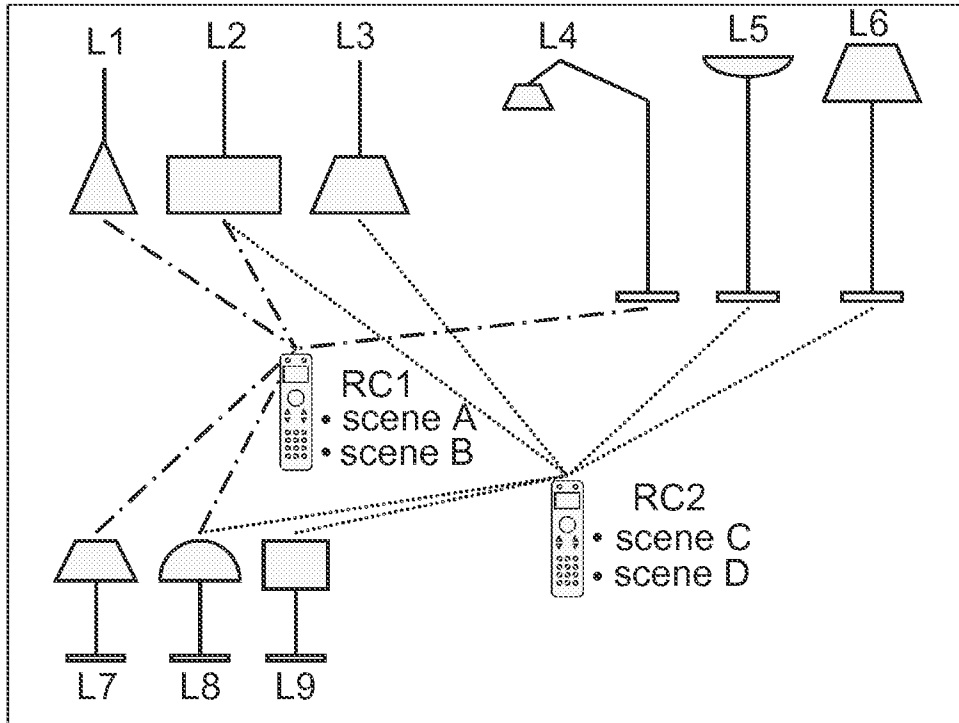 L1
L2
L3
L4
L5
L6
RC1
• scene A
• scene B
RC2
• scene C
• scene D
L7
L8
L9